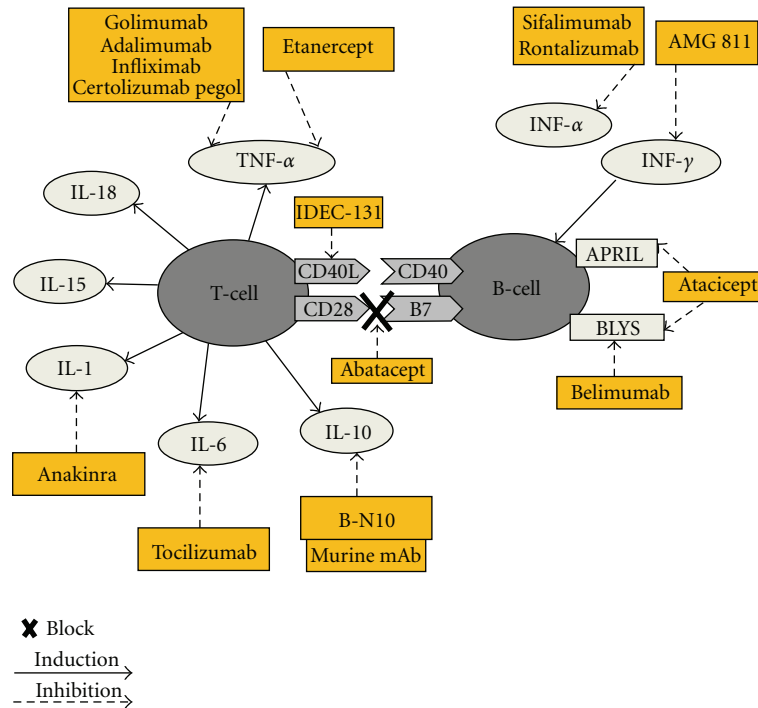 Golimumab
Adalimumab
Infliximab
Certolizumab pegol
Etanercept
Sifalimumab
Rontalizumab
AMG 811
TNF-α
INF-α
INF-γ
IL-18
IDEC-131
IL-15
T-cell
CD40L
CD40
CD28
B7
B-cell
APRIL
BLYS
Atacicept
IL-1
Abatacept
Belimumab
IL-6
IL-10
Anakinra
Tocilizumab
B-N10
Murine mAb
Block
Induction
Inhibition